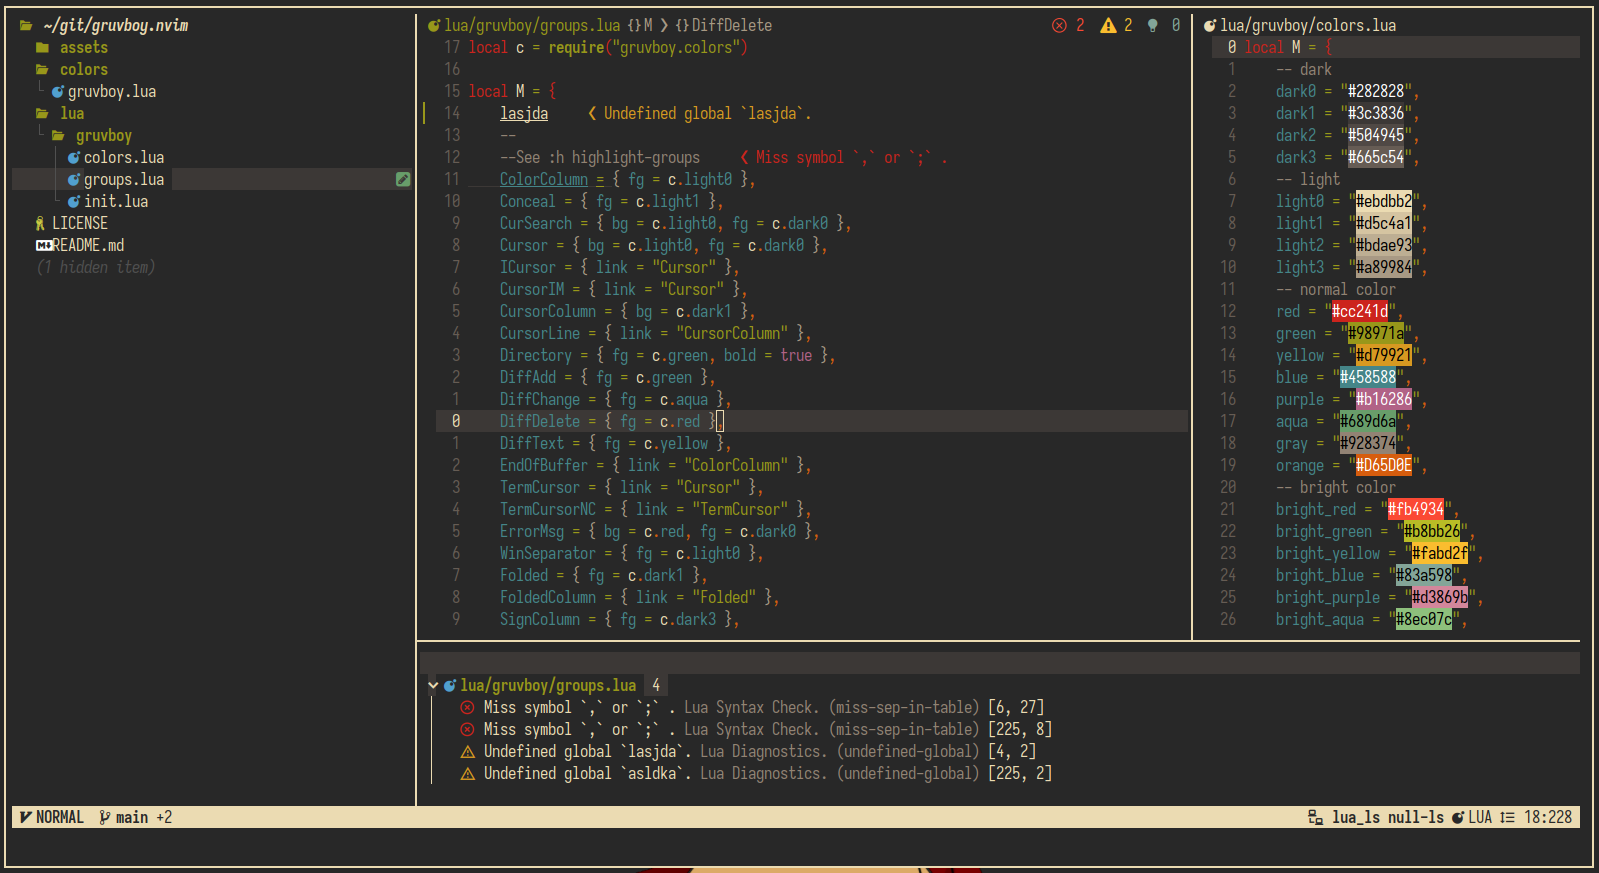 ~/git/gruvboy.nvim
assets
colors
gruvboy.lua
lua
gruvboy
colors.lua
groups.lua
init.lua
LICENSE
README.md
(1 hidden item)
lua/gruvboy/groups.lua {} M > {} DiffDelete 2 2 0
17 local c = require("gruvboy.colors")
16
15 local M = {
14 lasjda ❮ Undefined global `lasjda`.
13 --
12 --See :h highlight-groups ❮ Miss symbol `,` or `;` .
11 ColorColumn = { fg = c.light0 },
10 Conceal = { fg = c.light1 },
9 CurSearch = { bg = c.light0, fg = c.dark0 },
8 Cursor = { bg = c.light0, fg = c.dark0 },
7 ICursor = { link = "Cursor" },
6 CursorIM = { link = "Cursor" },
5 CursorColumn = { bg = c.dark1 },
4 CursorLine = { link = "CursorColumn" },
3 Directory = { fg = c.green, bold = true },
2 DiffAdd = { fg = c.green },
1 DiffChange = { fg = c.aqua },
0 DiffDelete = { fg = c.red },
1 DiffText = { fg = c.yellow },
2 EndOfBuffer = { link = "ColorColumn" },
3 TermCursor = { link = "Cursor" },
4 TermCursorNC = { link = "TermCursor" },
5 ErrorMsg = { bg = c.red, fg = c.dark0 },
6 WinSeparator = { fg = c.light0 },
7 Folded = { fg = c.dark1 },
8 FoldedColumn = { link = "Folded" },
9 SignColumn = { fg = c.dark3 },
lua/gruvboy/colors.lua
0 local M = {
1 -- dark
2 dark0 = "#282828",
3 dark1 = "#3c3836",
4 dark2 = "#504945",
5 dark3 = "#665c54",
6 -- light
7 light0 = "#ebdbb2",
8 light1 = "#d5c4a1",
9 light2 = "#bdae93",
10 light3 = "#a89984",
11 -- normal color
12 red = "#cc241d",
13 green = "#98971a",
14 yellow = "#d79921",
15 blue = "#458588",
16 purple = "#b16286",
17 aqua = "#689d6a",
18 gray = "#928374",
19 orange = "#D65D0E",
20 -- bright color
21 bright_red = "#fb4934",
22 bright_green = "#b8bb26",
23 bright_yellow = "#fabd2f",
24 bright_blue = "#83a598",
25 bright_purple = "#d3869b",
26 bright_aqua = "#8ec07c",
lua/gruvboy/groups.lua 4
Miss symbol `,` or `;` . Lua Syntax Check. (miss-sep-in-table) [6, 27]
Miss symbol `,` or `;` . Lua Syntax Check. (miss-sep-in-table) [225, 8]
Undefined global `lasjda`. Lua Diagnostics. (undefined-global) [4, 2]
Undefined global `asldka`. Lua Diagnostics. (undefined-global) [225, 2]
NORMAL main +2 lua_ls null-ls LUA 18:228